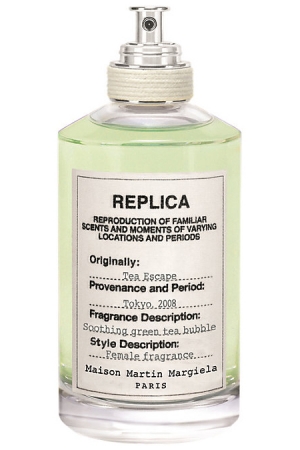 REPLICA
REPRODUCTION OF FAMILIAR
SCENTS AND MOMENTS OF VARYING
LOCATIONS AND PERIODS
Originally:
Tea Escape
Provenance and Period:
Tokyo, 2008
Fragrance Description:
Soothing green tea bubble
Style Description:
Female fragrance
Maison Martin Margiela
PARIS